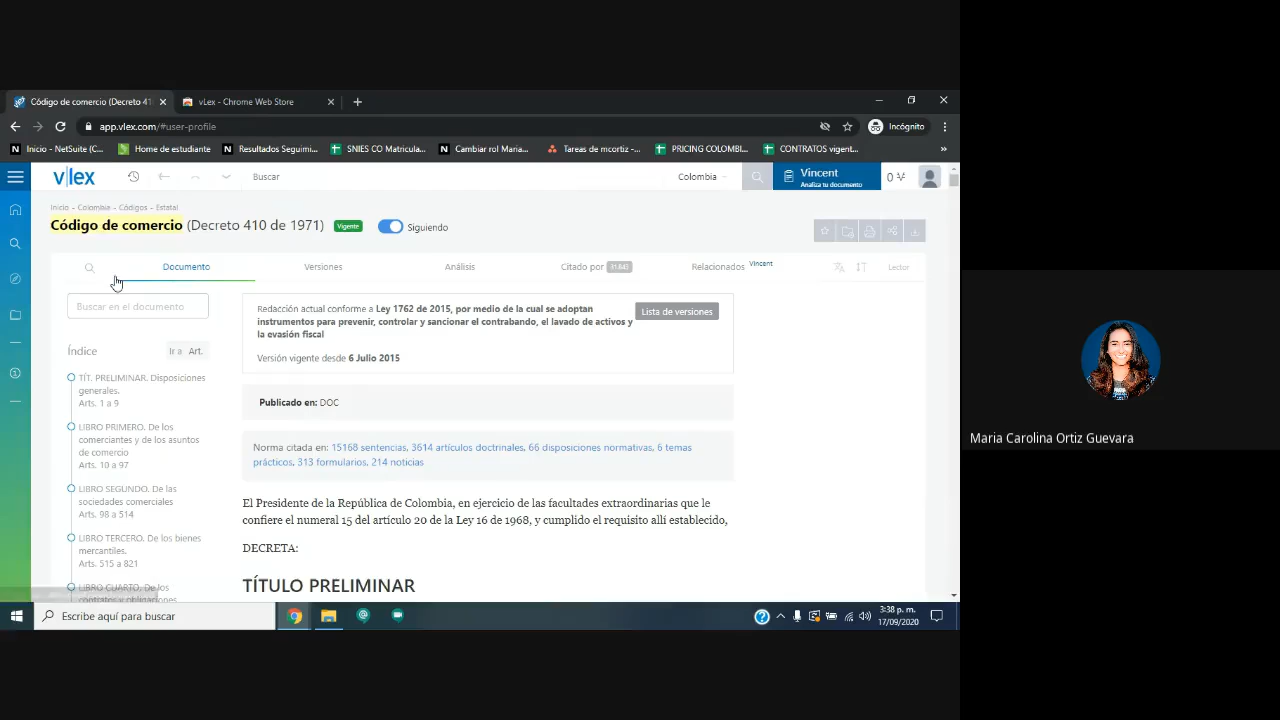 Código de comercio (Decreto 41
vLex - Chrome Web Store
app.vlex.com/#user-profile
Incógnito
Inicio - NetSuite (C...
Home de estudiante
Resultados Seguimi...
SNIES CO Matricula...
Cambiar rol Maria...
Tareas de mcortiz -...
PRICING COLOMBI...
CONTRATOS vigent...
»
v|lex
Buscar
Colombia
Vincent
Analiza tu documento
0
Inicio - Colombia - Códigos - Estatal
Código de comercio (Decreto 410 de 1971)
Vigente
Siguiendo
Documento
Versiones
Análisis
Citado por
Relacionados Vincent
Lector
Buscar en el documento
Índice
Ir a Art.
TÍT. PRELIMINAR. Disposiciones
generales.
Arts. 1 a 9
LIBRO PRIMERO. De los
comerciantes y de los asuntos
de comercio
Arts. 10 a 97
LIBRO SEGUNDO. De las
sociedades comerciales
Arts. 98 a 514
LIBRO TERCERO. De los bienes
mercantiles.
Arts. 515 a 821
LIBRO CUARTO. De los
contratos y obligaciones
Redacción actual conforme a Ley 1762 de 2015, por medio de la cual se adoptan
instrumentos para prevenir, controlar y sancionar el contrabando, el lavado de activos y
la evasión fiscal
Lista de versiones
Versión vigente desde 6 Julio 2015
Publicado en: DOC
Norma citada en: 15168 sentencias, 3614 artículos doctrinales, 66 disposiciones normativas, 6 temas
prácticos, 313 formularios, 214 noticias
El Presidente de la República de Colombia, en ejercicio de las facultades extraordinarias que le
confiere el numeral 15 del artículo 20 de la Ley 16 de 1968, y cumplido el requisito allí establecido,
DECRETA:
TÍTULO PRELIMINAR
Escribe aquí para buscar
3:38 p. m.
17/09/2020
Maria Carolina Ortiz Guevara